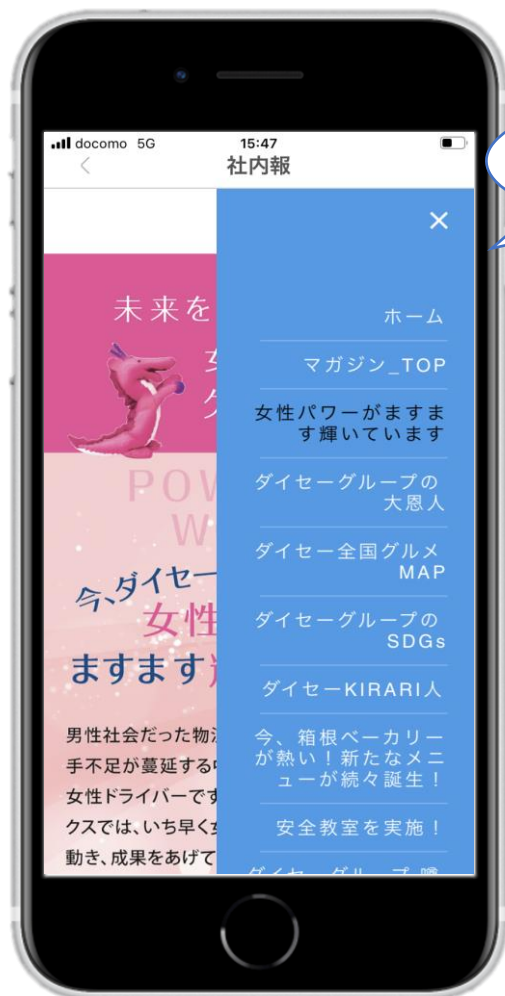 docomo 5G
15:47
社内報
未来を
POW
W
今、ダイセー
女性
ますます
男性社会だった物流
手不足が蔓延する
女性ドライバーです
クスでは、いち早く
動き、成果をあげて
ホーム
マガジン_TOP
女性パワーがますま
す輝いています
ダイセーグループの
大恩人
ダイセー全国グルメ
MAP
ダイセーグループの
SDGs
ダイセーKIRARI人
今、箱根ベーカリー
が熱い！新たなメニ
ューが続々誕生！
安全教室を実施！